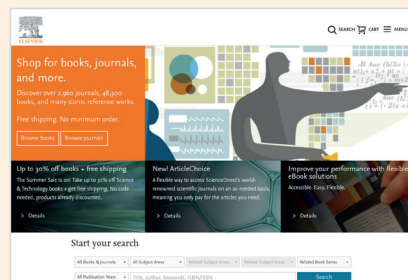 ELSEVIER
SEARCH CART MENU
Shop for books, journals,
and more.
Discover over 2,960 journals, 48,300
books, and many iconic reference works.
Free shipping. No minimum order.
Browse books Browse journals
Up to 30% off books + free shipping
The Summer Sale is on! Take up to 30% off Science
& Technology books + get free shipping. No code
needed, products already discounted.
> Details
New! ArticleChoice
A flexible way to access ScienceDirect's world-
renowned scientific journals on an as-needed basis,
meaning you only pay for the articles you need.
> Details
Improve your performance with flexible
eBook solutions
Accessible. Easy. Flexible.
> Details
Start your search
All Books & Journals All Subject Areas Related Subject Areas Related Subject Areas Related Book Series
All Publication Years Title, author, keywords, ISBN/ISSN Search